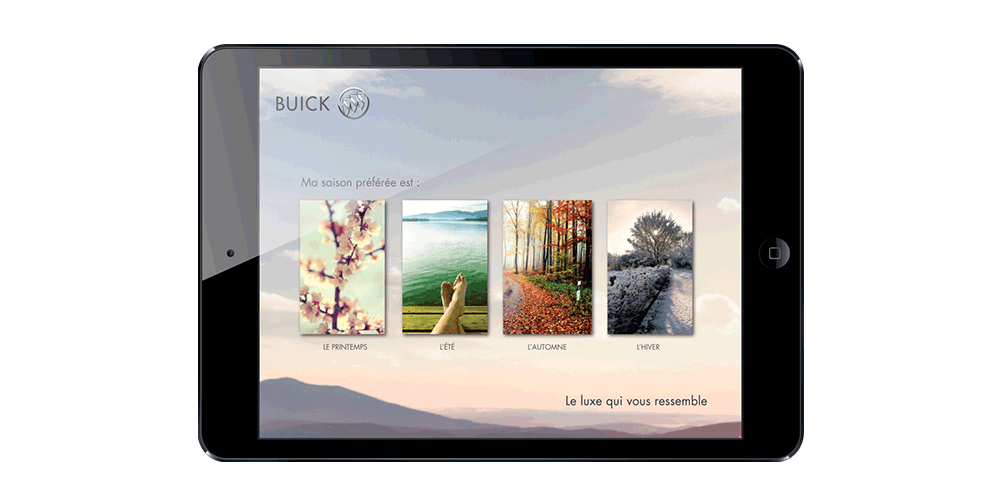 BUICK
Ma saison préférée est :
LE PRINTEMPS
L'ÉTÉ
L'AUTOMNE
L'HIVER
Le luxe qui vous ressemble